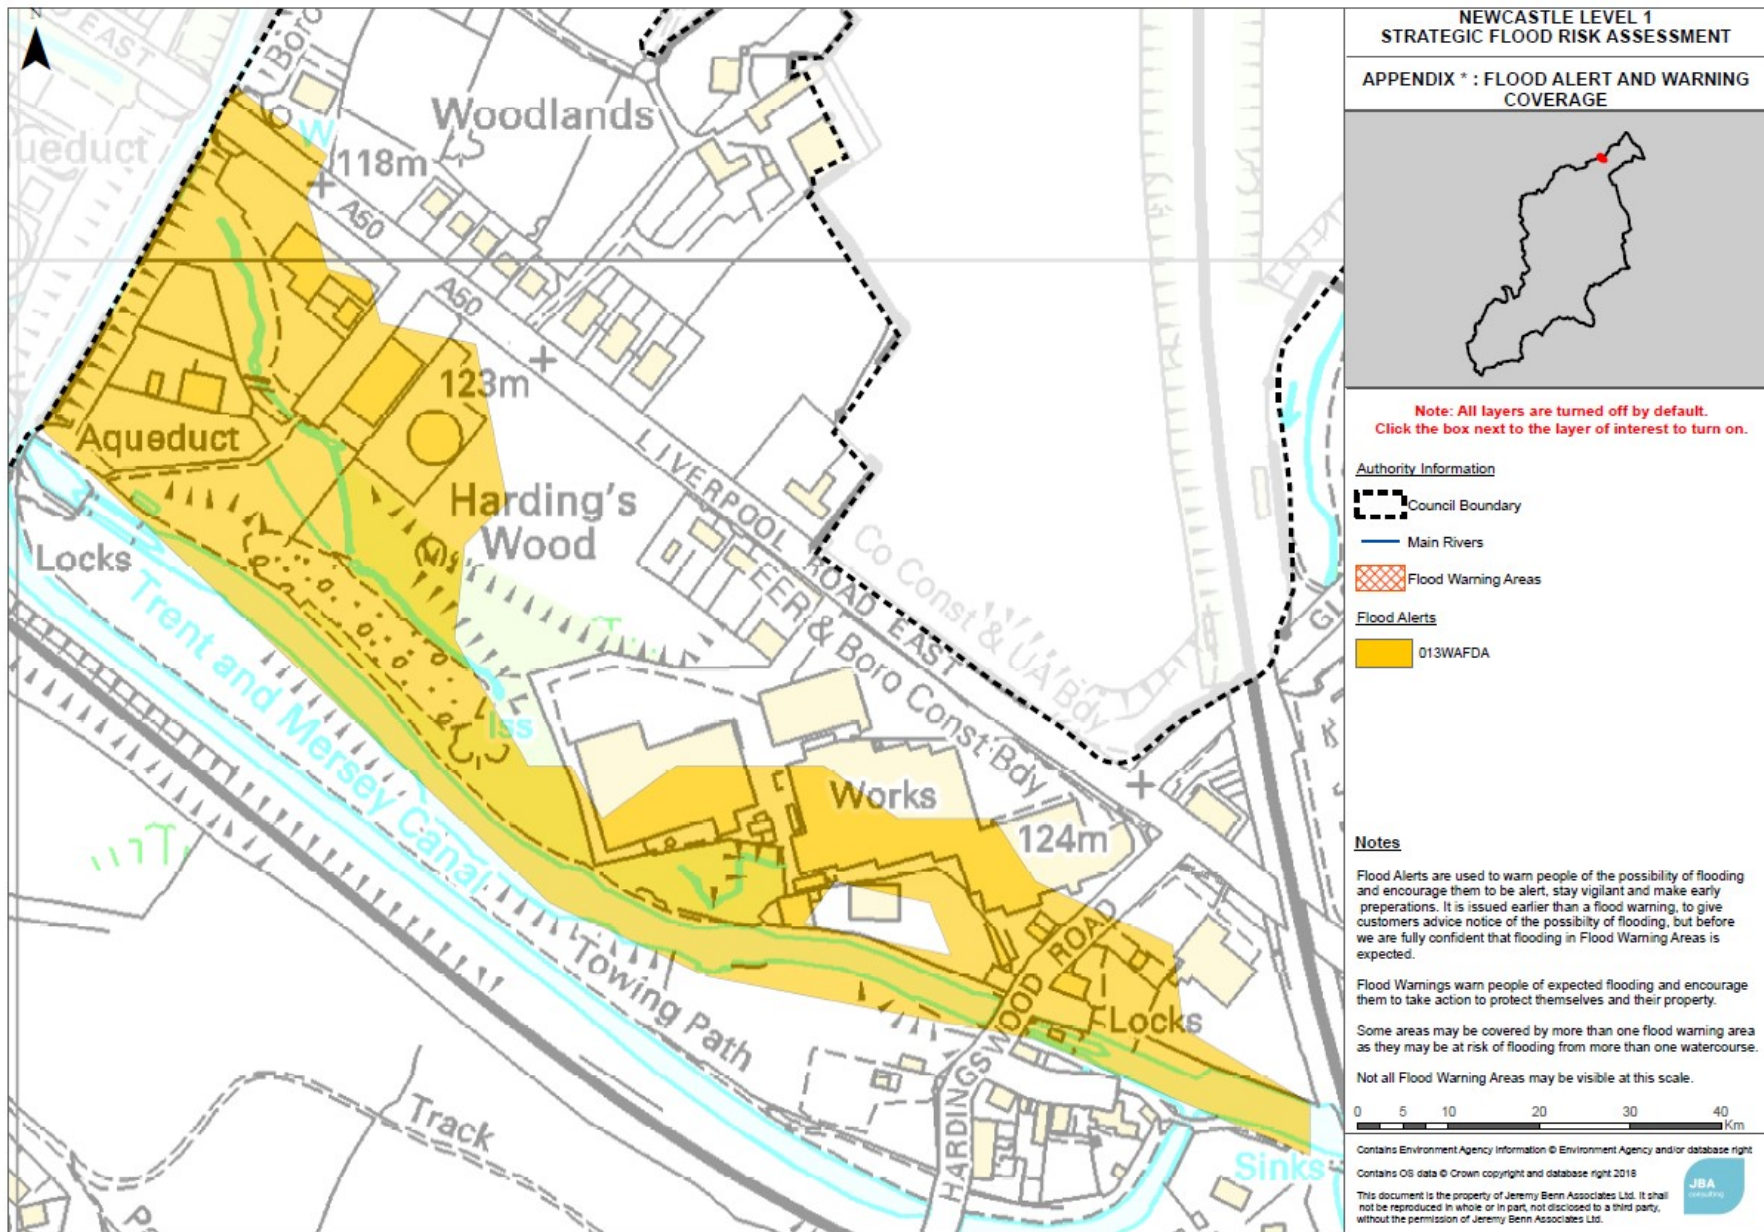 N
EAST
ueduct
Boro
W
Woodlands
118m
A50
A50
123m
Aqueduct
LIVERPOOL ROAD EAST
Harding's
Wood
Locks
Trent and Mersey Canal
Iss
EER & Boro Const Bdy
Co Const & UA Bdy
Works
124m
Towing Path
HARDINGSWOOD ROAD
Locks
Track
Sinks
Pa
Gl
NEWCASTLE LEVEL 1
STRATEGIC FLOOD RISK ASSESSMENT
APPENDIX * : FLOOD ALERT AND WARNING
COVERAGE
Note: All layers are turned off by default.
Click the box next to the layer of interest to turn on.
Authority Information
Council Boundary
Main Rivers
Flood Warning Areas
Flood Alerts
013WAFDA
Notes
Flood Alerts are used to warn people of the possibility of flooding
and encourage them to be alert, stay vigilant and make early
preperations. It is issued earlier than a flood warning, to give
customers advice notice of the possibilty of flooding, but before
we are fully confident that flooding in Flood Warning Areas is
expected.
Flood Warnings warn people of expected flooding and encourage
them to take action to protect themselves and their property.
Some areas may be covered by more than one flood warning area
as they may be at risk of flooding from more than one watercourse.
Not all Flood Warning Areas may be visible at this scale.
0 5 10 20 30 40
Km
Contains Environment Agency Information © Environment Agency and/or database right
Contains OS data © Crown copyright and database right 2018
This document is the property of Jeremy Benn Associates Ltd. It shall
not be reproduced in whole or in part, not disclosed to a third party,
without the permission of Jeremy Benn Associates Ltd.
JBA
consulting